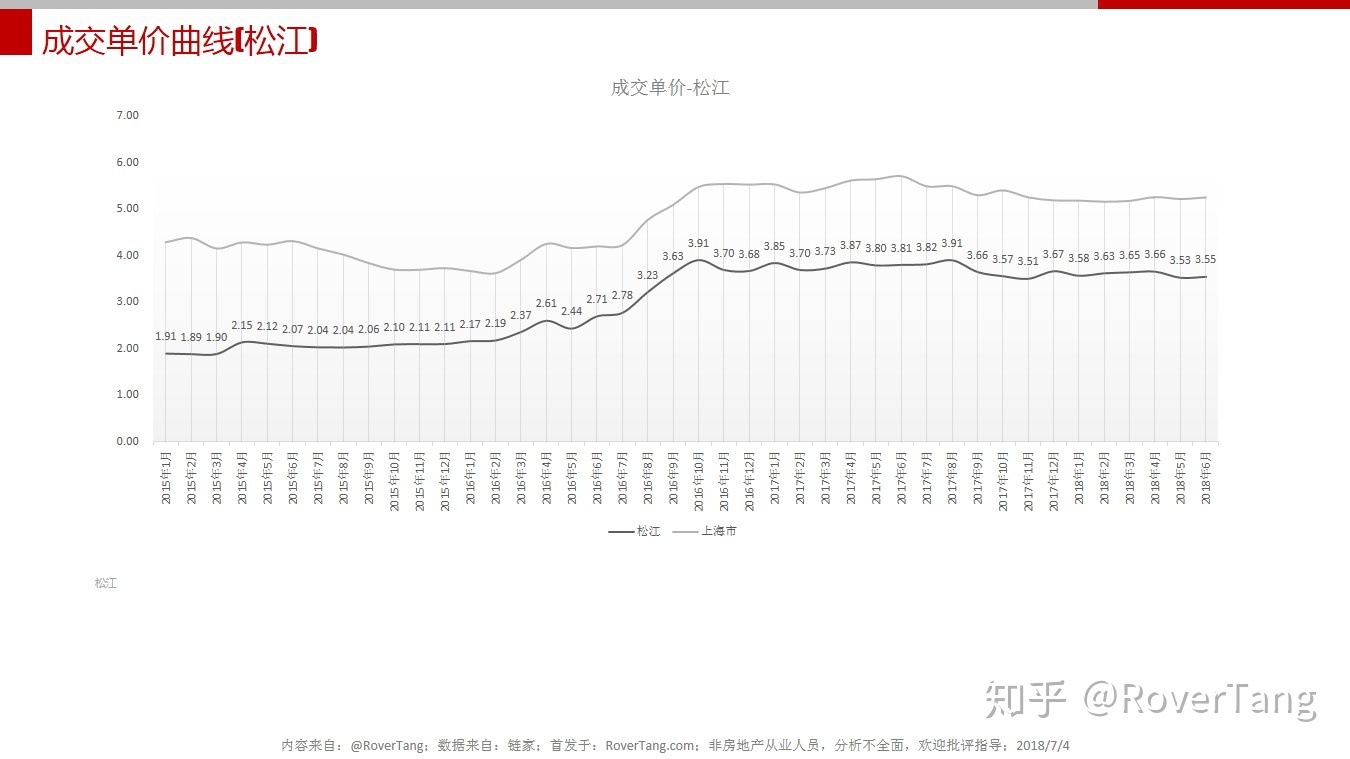 成交单价曲线(松江)
成交单价-松江
7.00
6.00
5.00
4.00
3.00
2.00
1.00
0.00
1.91 1.89 1.90 2.15 2.12 2.07 2.04 2.04 2.06 2.10 2.11 2.11 2.17 2.19 2.37 2.61 2.44 2.71 2.78 3.23 3.63 3.91 3.70 3.68 3.85 3.70 3.73 3.87 3.80 3.81 3.82 3.91 3.66 3.57 3.51 3.67 3.58 3.63 3.65 3.66 3.53 3.55
2015年1月
2015年2月
2015年3月
2015年4月
2015年5月
2015年6月
2015年7月
2015年8月
2015年9月
2015年10月
2015年11月
2015年12月
2016年1月
2016年2月
2016年3月
2016年4月
2016年5月
2016年6月
2016年7月
2016年8月
2016年9月
2016年10月
2016年11月
2016年12月
2017年1月
2017年2月
2017年3月
2017年4月
2017年5月
2017年6月
2017年7月
2017年8月
2017年9月
2017年10月
2017年11月
2017年12月
2018年1月
2018年2月
2018年3月
2018年4月
2018年5月
2018年6月
松江 上海市
松江
知乎 @RoverTang
内容来自：@RoverTang；数据来自：链家；首发于：RoverTang.com；非房地产从业人员，分析不全面，欢迎批评指导；2018/7/4